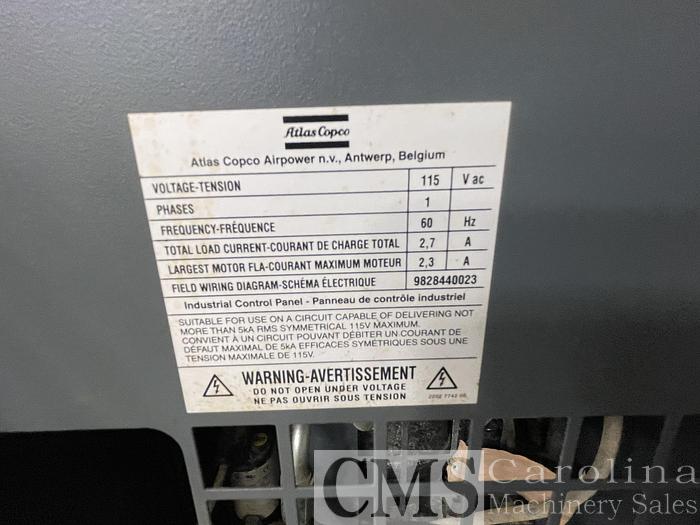 Atlas Copco
Atlas Copco Airpower n.v., Antwerp, Belgium
VOLTAGE-TENSION 115 V ac
PHASES 1
FREQUENCY-FRÉQUENCE 60 Hz
TOTAL LOAD CURRENT-COURANT DE CHARGE TOTAL 2,7 A
LARGEST MOTOR FLA-COURANT MAXIMUM MOTEUR 2,3 A
FIELD WIRING DIAGRAM-SCHÉMA ÉLECTRIQUE 9828440023
Industrial Control Panel - Panneau de contrôle industriel
SUITABLE FOR USE ON A CIRCUIT CAPABLE OF DELIVERING NOT
MORE THAN 5kA RMS SYMMETRICAL 115V MAXIMUM.
CONVIENT À UN CIRCUIT POUVANT DÉBITER UN COURANT DE
DÉFAUT MAXIMAL DE 5kA EFFICACES SYMÉTRIQUES SOUS UNE
TENSION MAXIMALE DE 115V.
WARNING-AVERTISSEMENT
DO NOT OPEN UNDER VOLTAGE
NE PAS OUVRIR SOUS TENSION
CMS Carolina
Machinery Sales